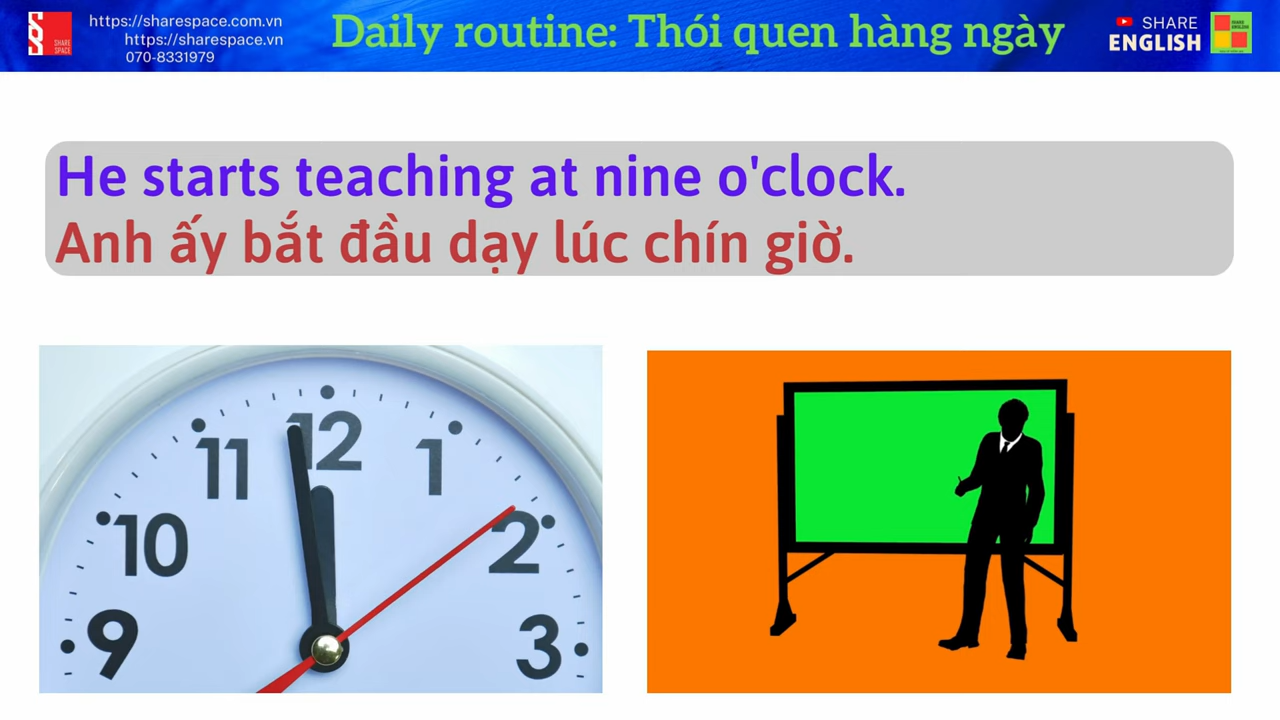 SHARE
SPACE
https://sharespace.com.vn
https://sharespace.vn
070-8331979
Daily routine: Thói quen hàng ngày
SHARE
ENGLISH
He starts teaching at nine o'clock.
Anh ấy bắt đầu dạy lúc chín giờ.
12
11
1
10
2
9
3